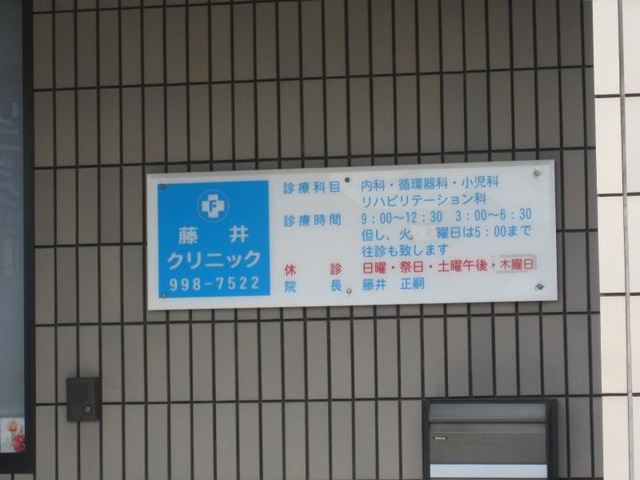 F
藤井
クリニック
998-7522
診療科目 内科・循環器科・小児科
リハビリテーション科
診療時間 9:00〜12:30 3:00〜6:30
但し、火 曜日は5:00まで
往診も致します
休診 日曜・祭日・土曜午後・木曜日
院長 藤井 正嗣